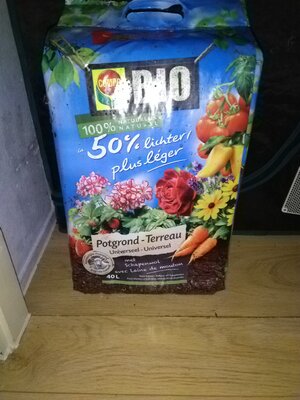 COMPO
BIO
100% NATUURLIJK
NATUREL
50% lichter/
plus léger
Potgrond - Terreau
Universeel - Universel
met
Schapenwol
avec Laine de mouton
40L